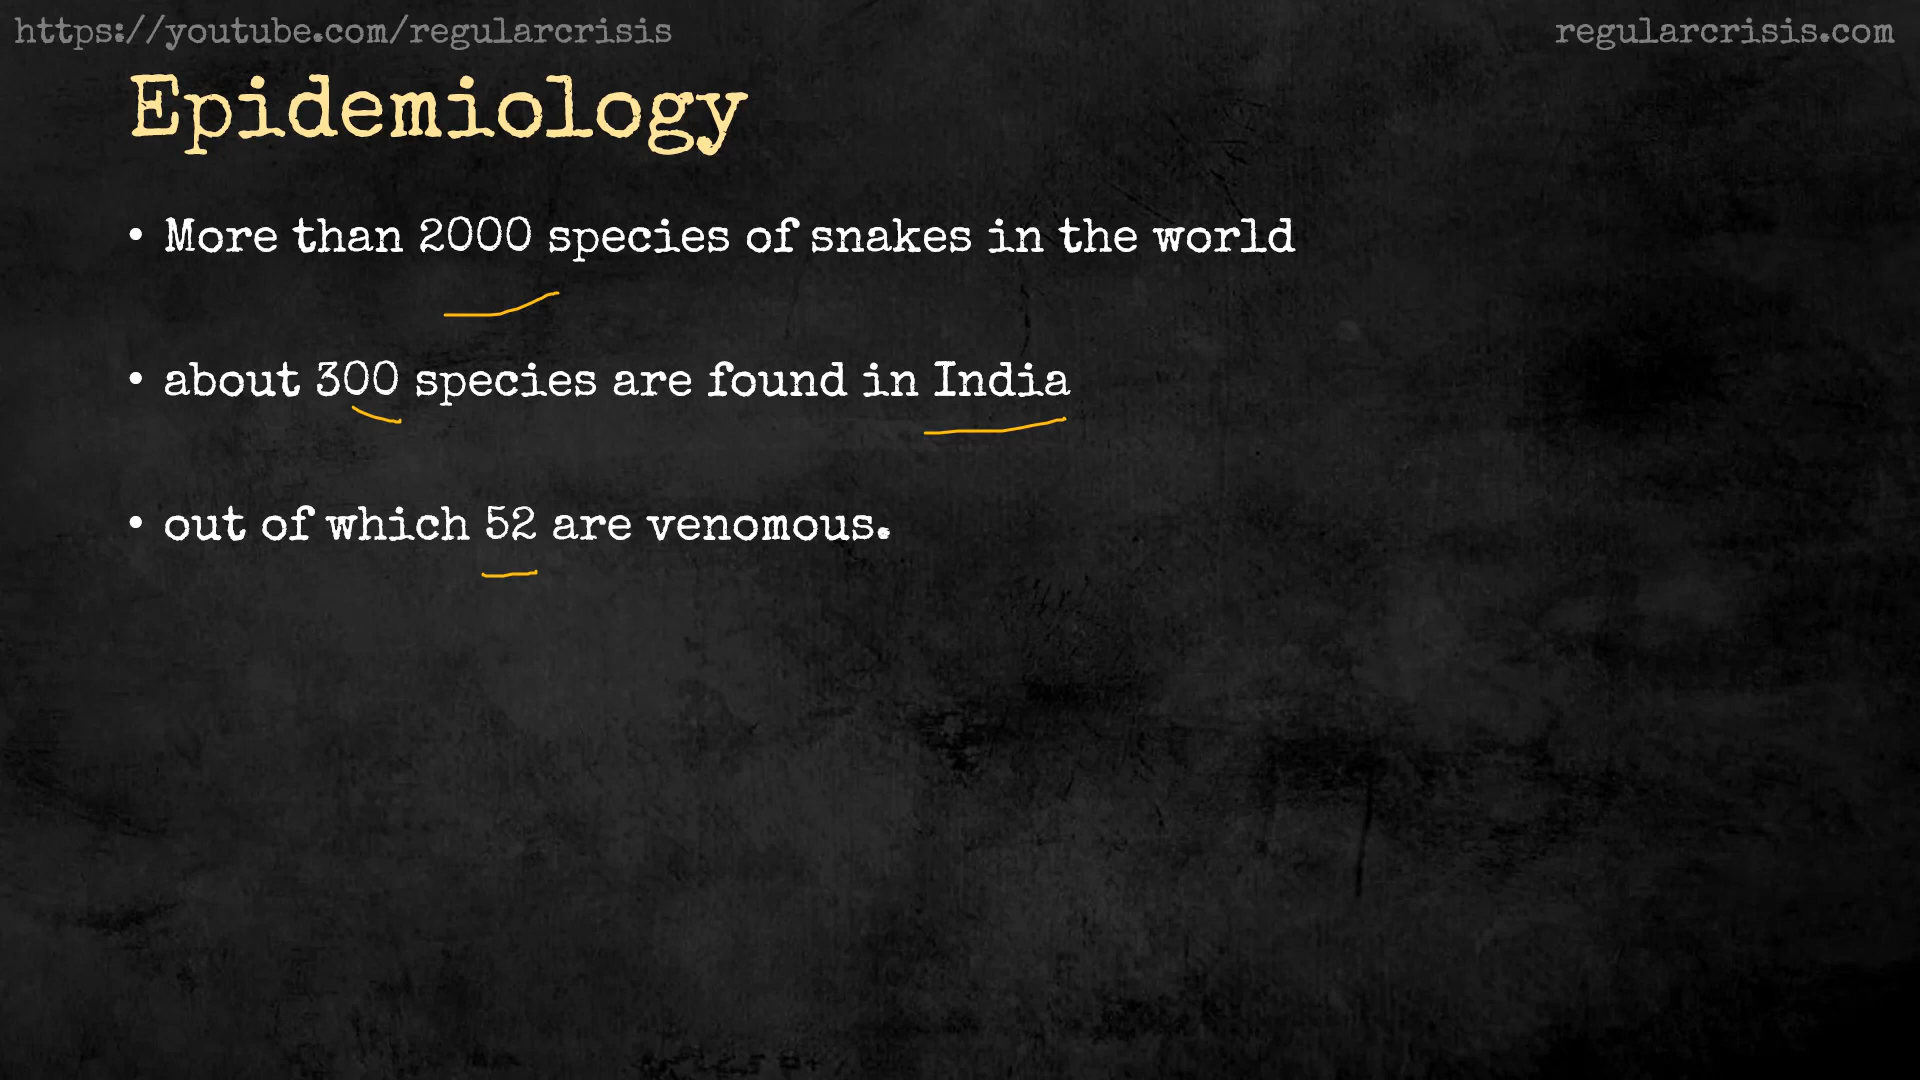 https://youtube.com/regularcrisis
regularcrisis.com
Epidemiology
• More than 2000 species of snakes in the world
• about 300 species are found in India
• out of which 52 are venomous.